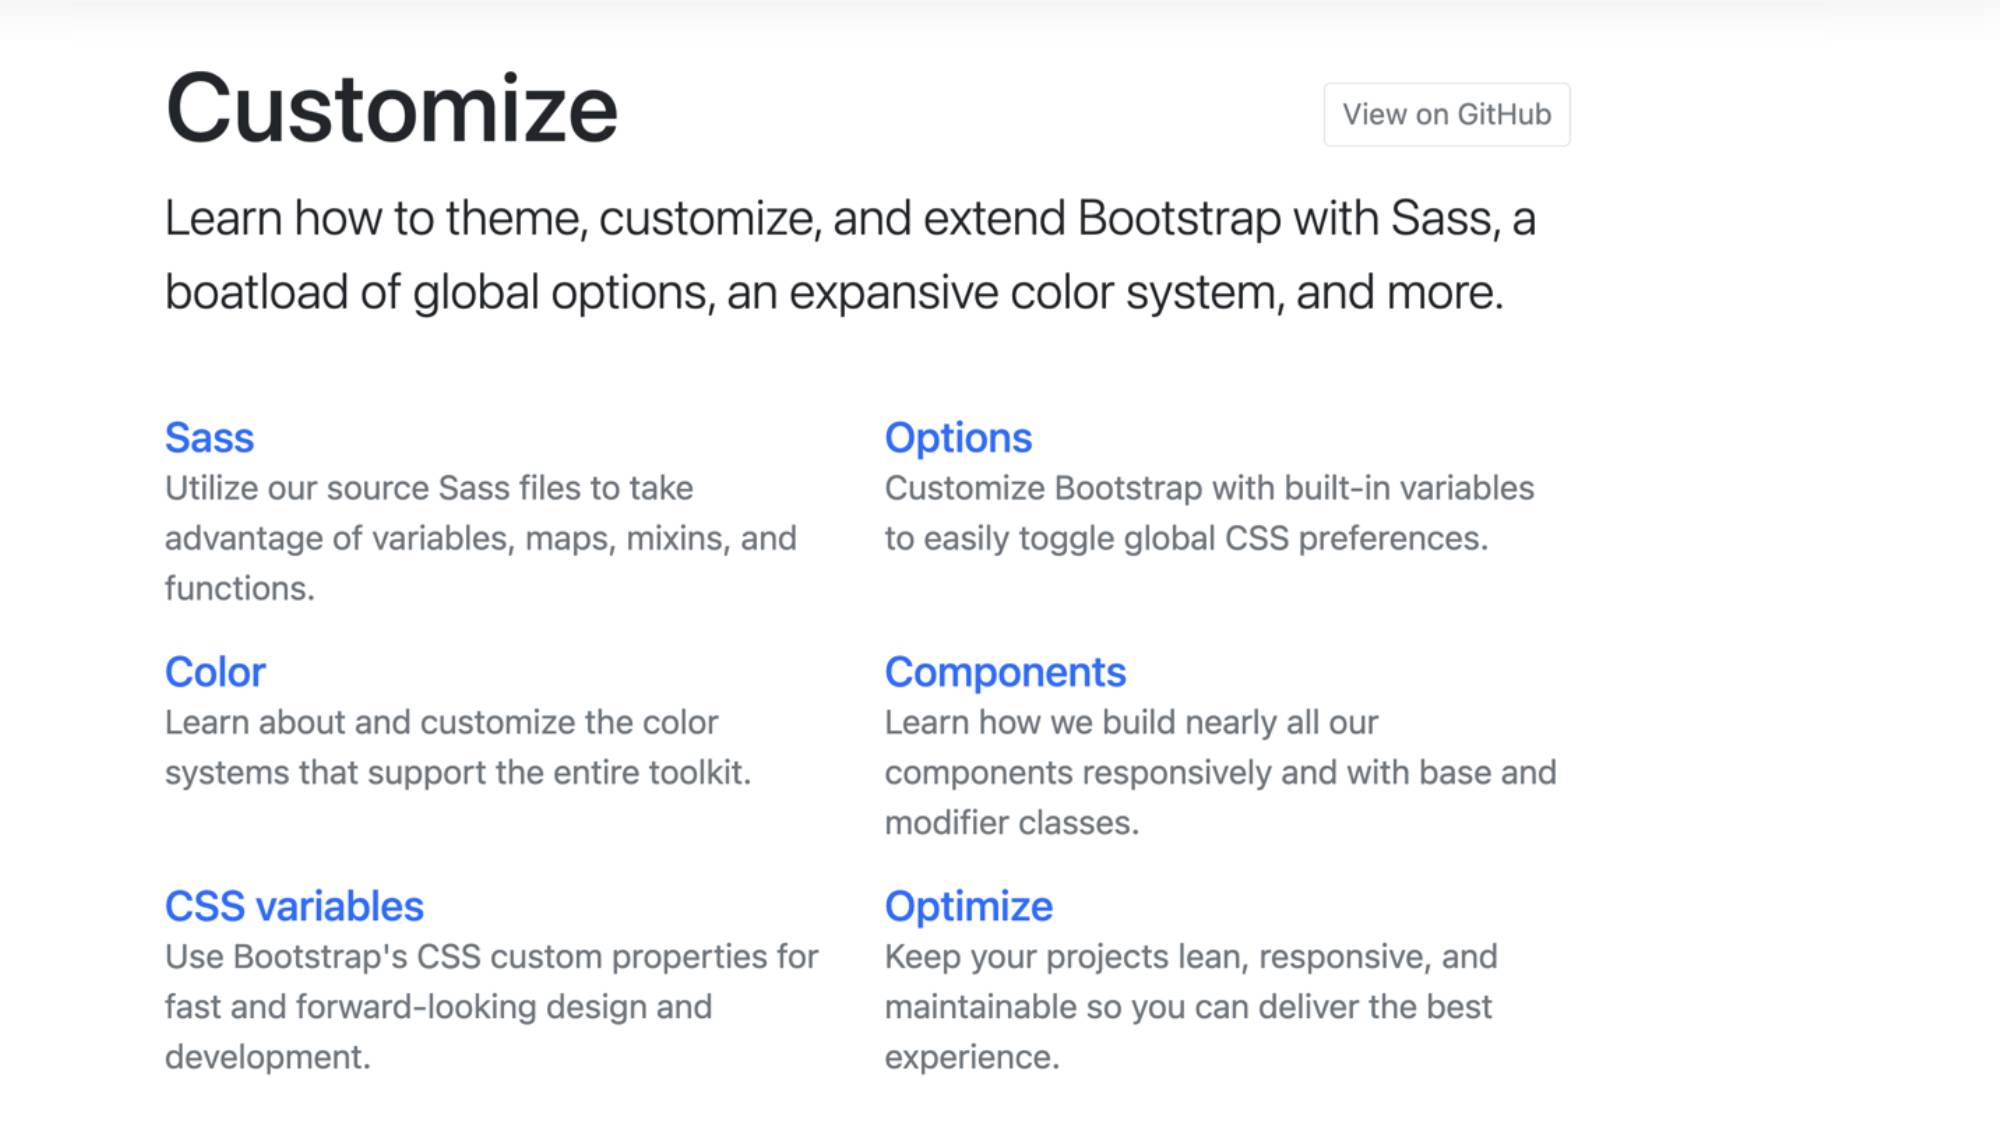 Customize
View on GitHub
Learn how to theme, customize, and extend Bootstrap with Sass, a
boatload of global options, an expansive color system, and more.
Sass
Utilize our source Sass files to take
advantage of variables, maps, mixins, and
functions.
Options
Customize Bootstrap with built-in variables
to easily toggle global CSS preferences.
Color
Learn about and customize the color
systems that support the entire toolkit.
Components
Learn how we build nearly all our
components responsively and with base and
modifier classes.
CSS variables
Use Bootstrap's CSS custom properties for
fast and forward-looking design and
development.
Optimize
Keep your projects lean, responsive, and
maintainable so you can deliver the best
experience.